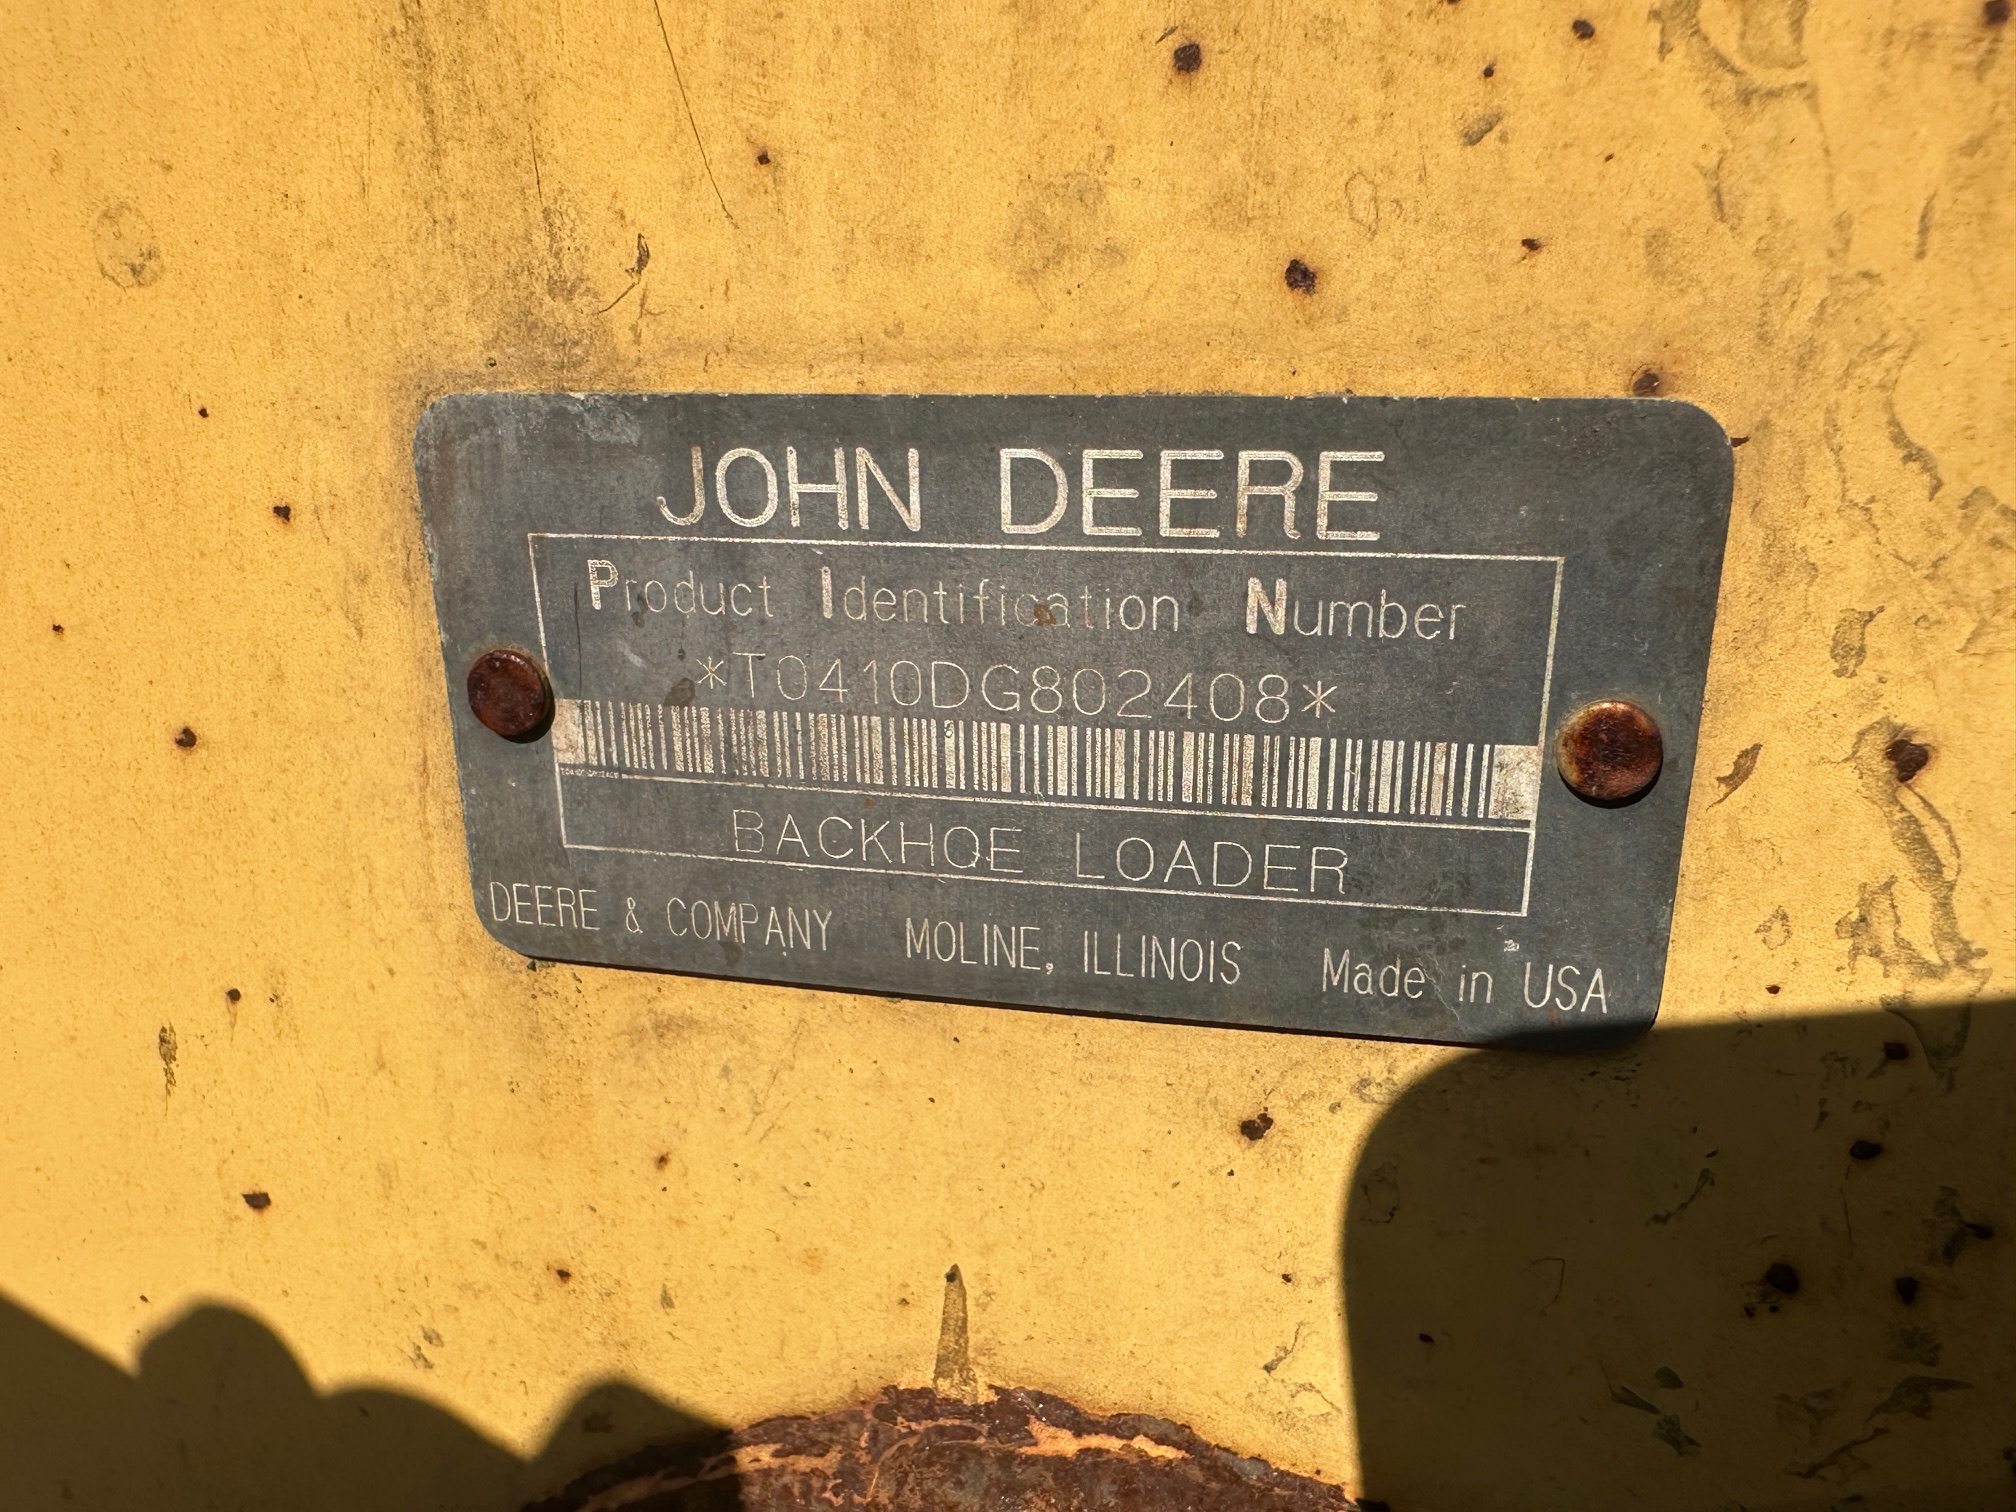 JOHN DEERE
Product Identification Number
*T0410DG802408*
BACKHOE LOADER
DEERE & COMPANY MOLINE, ILLINOIS Made in USA